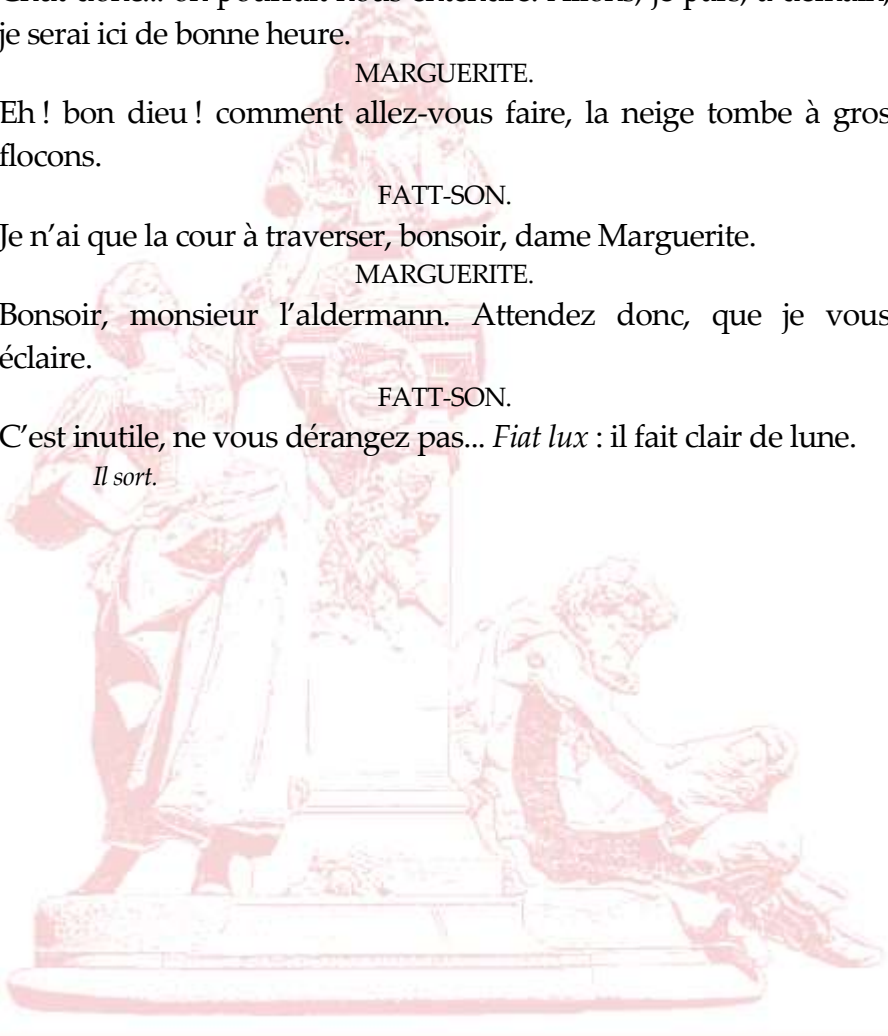 je serai ici de bonne heure.
MARGUERITE.
Eh ! bon dieu ! comment allez-vous faire, la neige tombe à gros
flocons.
FATT-SON.
Je n’ai que la cour à traverser, bonsoir, dame Marguerite.
MARGUERITE.
Bonsoir, monsieur l’aldermann. Attendez donc, que je vous
éclaire.
FATT-SON.
C’est inutile, ne vous dérangez pas... Fiat lux : il fait clair de lune.
Il sort.